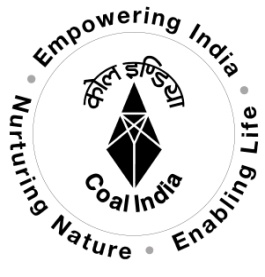 Empowering India
कोल इण्डिया
Coal India
Nurturing Nature
Enabling Life